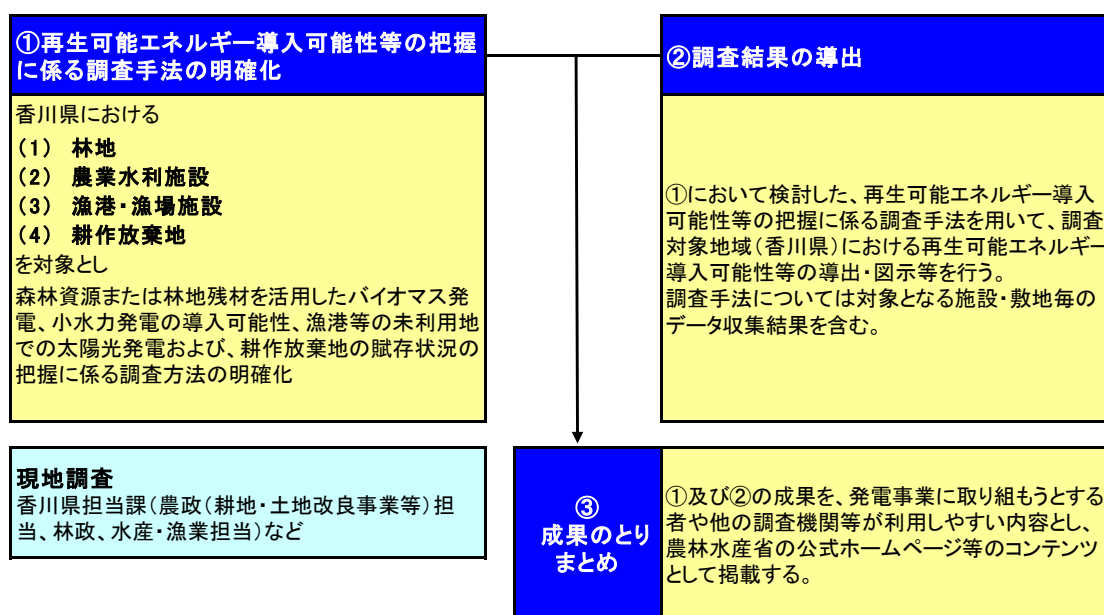 ①再生可能エネルギー導入可能性等の把握
に係る調査手法の明確化
香川県における
(1) 林地
(2) 農業水利施設
(3) 漁港・漁場施設
(4) 耕作放棄地
を対象とし
森林資源または林地残材を活用したバイオマス発
電、小水力発電の導入可能性、漁港等の未利用地
での太陽光発電および、耕作放棄地の賦存状況の
把握に係る調査方法の明確化
②調査結果の導出
①において検討した、再生可能エネルギー導入
可能性等の把握に係る調査手法を用いて、調査
対象地域(香川県)における再生可能エネルギー
導入可能性等の導出・図示等を行う。
調査手法については対象となる施設・敷地毎の
データ収集結果を含む。
現地調査
香川県担当課(農政(耕地・土地改良事業等)担
当、林政、水産・漁業担当)など
③
成果のとり
まとめ
①及び②の成果を、発電事業に取り組もうとする
者や他の調査機関等が利用しやすい内容とし、
農林水産省の公式ホームページ等のコンテンツ
として掲載する。